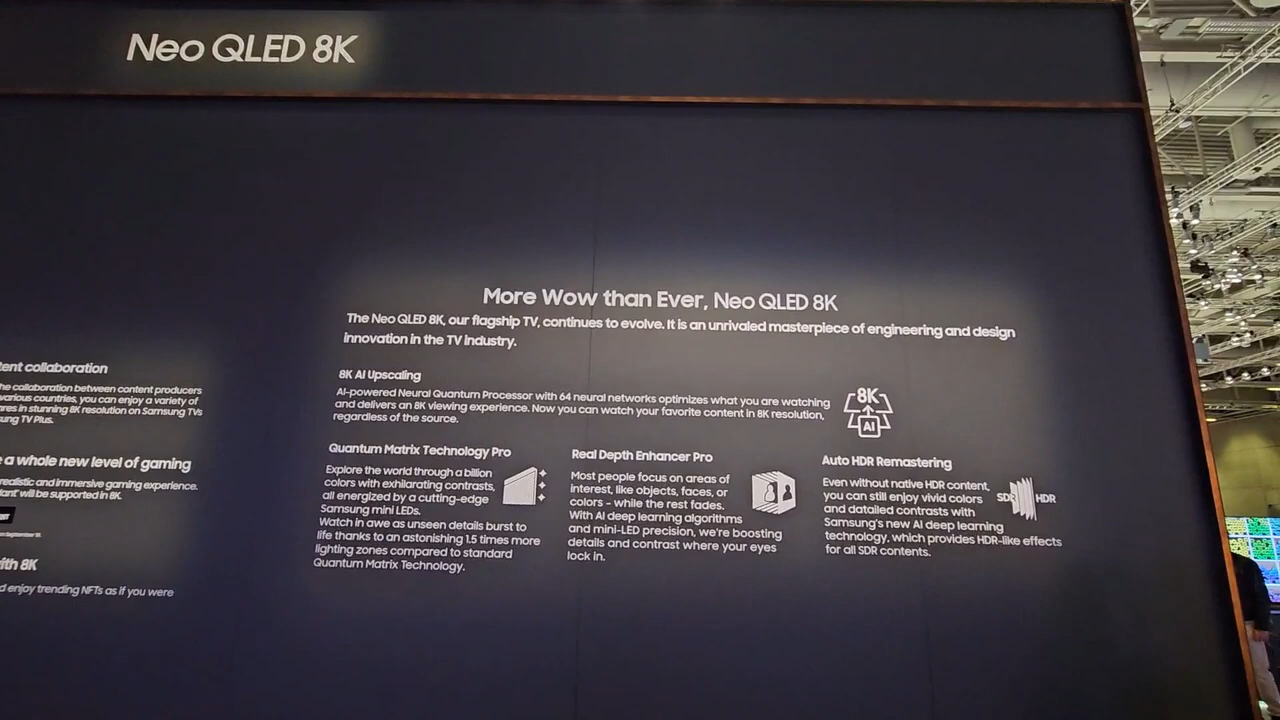 Neo QLED 8K
tent collaboration
he collaboration between content producers
various countries, you can enjoy a variety of
res in stunning 8K resolution on Samsung TVs
sung TV Plus.
e a whole new level of gaming
realistic and immersive gaming experience.
ant' will be supported in 8K.
with 8K
d enjoy trending NFTs as if you were
More Wow than Ever, Neo QLED 8K
The Neo QLED 8K, our flagship TV, continues to evolve. It is an unrivaled masterpiece of engineering and design
innovation in the TV industry.
8K AI Upscaling
AI-powered Neural Quantum Processor with 64 neural networks optimizes what you are watching
and delivers an 8K viewing experience. Now you can watch your favorite content in 8K resolution,
regardless of the source.
8K
AI
Quantum Matrix Technology Pro
Explore the world through a billion
colors with exhilarating contrasts,
all energized by a cutting-edge
Samsung mini LEDs.
Watch in awe as unseen details burst to
life thanks to an astonishing 1.5 times more
lighting zones compared to standard
Quantum Matrix Technology.
Real Depth Enhancer Pro
Most people focus on areas of
interest, like objects, faces, or
colors - while the rest fades.
With AI deep learning algorithms
and mini-LED precision, we're boosting
details and contrast where your eyes
lock in.
Auto HDR Remastering
Even without native HDR content,
you can still enjoy vivid colors
and datailed contrasts with
Samsung's new AI deep learning
technology, which provides HDR-like effects
for all SDR contents.
SDR HDR